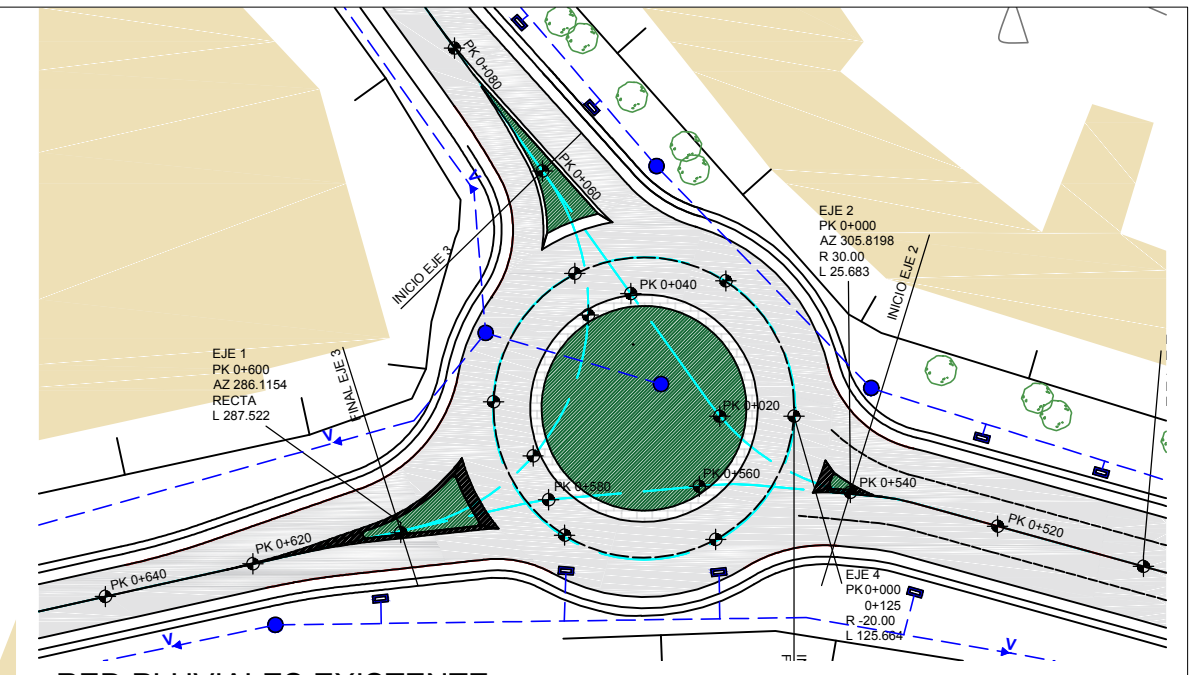 PK 0+080
PK 0+060
INICIO EJE 3
EJE 2
PK 0+000
AZ 305.8198
R 30.00
L 25.683
INICIO EJE 2
PK 0+040
EJE 1
PK 0+600
AZ 286.1154
RECTA
L 287.522
FINAL EJE 3
PK 0+020
V
V
PK 0+560
PK 0+580
PK 0+540
PK 0+520
PK 0+620
PK 0+640
EJE 4
PK 0+000
0+125
R -20.00
L 125.664
V
V
RED PLUVIALES EXISTENTE